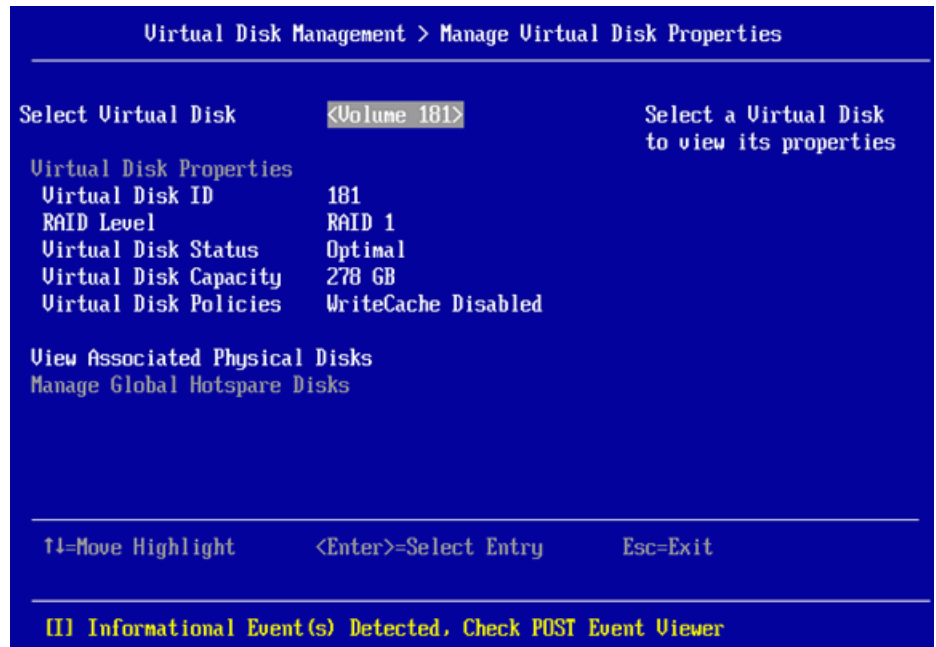 Virtual Disk Management > Manage Virtual Disk Properties
Select Virtual Disk <Volume 181> Select a Virtual Disk
to view its properties
Virtual Disk Properties
Virtual Disk ID 181
RAID Level RAID 1
Virtual Disk Status Optimal
Virtual Disk Capacity 278 GB
Virtual Disk Policies WriteCache Disabled
View Associated Physical Disks
Manage Global Hotspare Disks
↑↓=Move Highlight <Enter>=Select Entry Esc=Exit
[I] Informational Event(s) Detected, Check POST Event Viewer